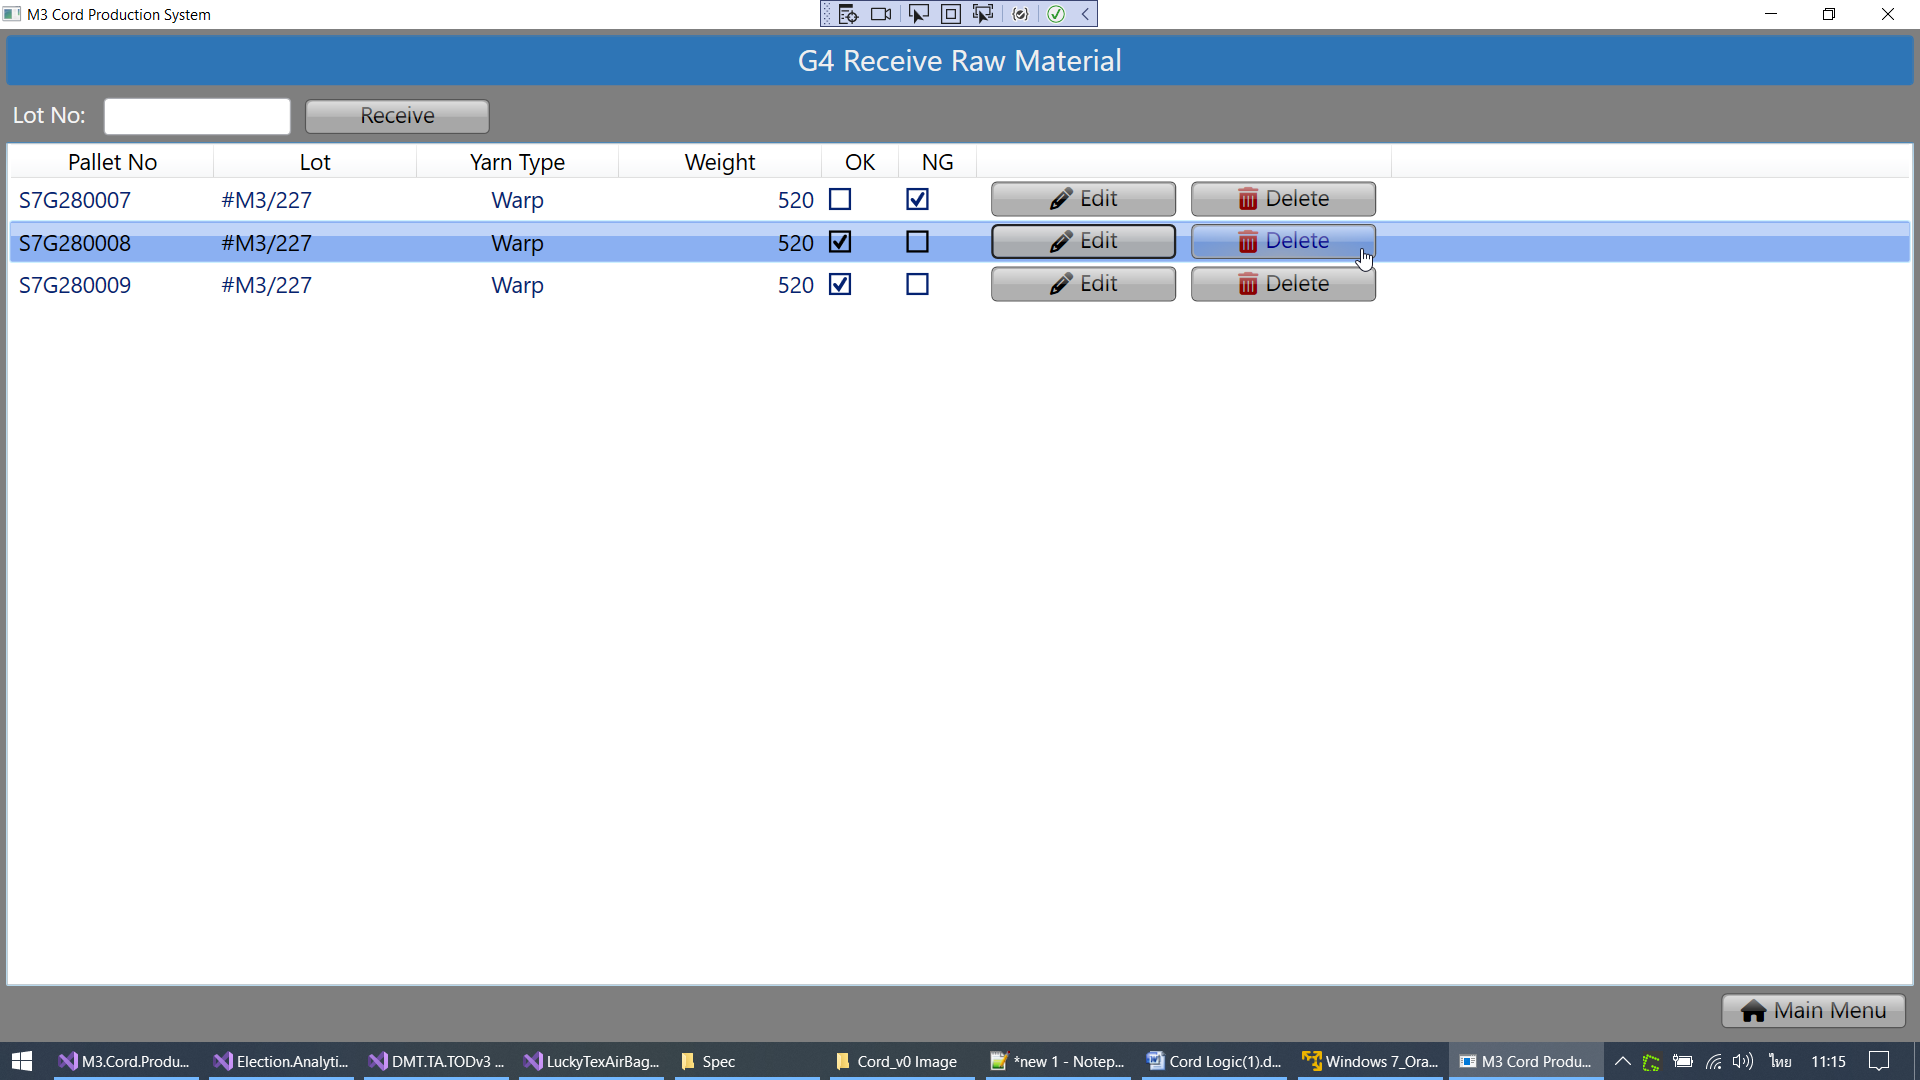 M3 Cord Production System
G4 Receive Raw Material
Lot No: Receive
Pallet No Lot Yarn Type Weight OK NG
S7G280007 #M3/227 Warp 520 Edit Delete
S7G280008 #M3/227 Warp 520 Edit Delete
S7G280009 #M3/227 Warp 520 Edit Delete
Main Menu
M3.Cord.Produ... Election.Analyti... DMT.TA.TODv3 ... LuckyTexAirBag... Spec Cord_v0 Image *new 1 - Notep... Cord Logic(1).d... Windows 7_Ora... M3 Cord Produ... ไทย 11:15